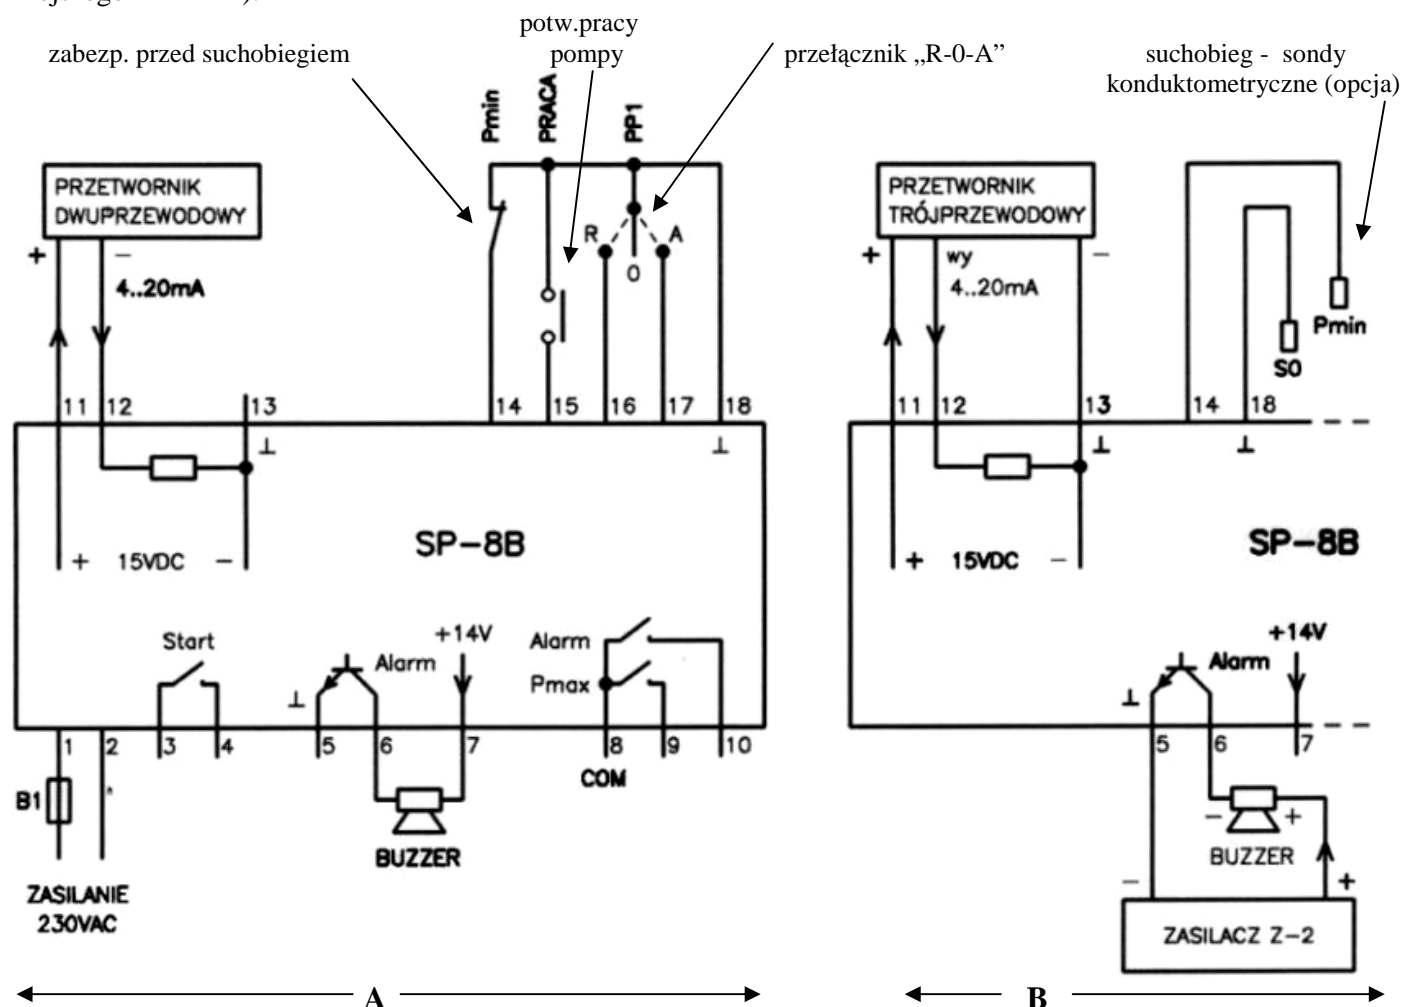 potw.pracy
zabezp. przed suchobiegiem
pompy
przełącznik „R-0-A”
suchobieg - sondy
konduktometryczne (opcja)
Pmin
PRACA
PP1
PRZETWORNIK
DWUPRZEWODOWY
R
A
0
+
−
4..20mA
11
12
13
14
15
16
17
18
⊥
⊥
+ 15VDC −
SP-8B
Start
⊥
Alarm
+14V
Alarm
Pmax
1
2
3
4
5
6
7
8
9
10
B1
COM
BUZZER
ZASILANIE
230VAC
A
PRZETWORNIK
TRÓJPRZEWODOWY
+
wy
−
4..20mA
Pmin
S0
11
12
13
14
18
⊥
⊥
+ 15VDC −
SP-8B
+14V
Alarm
⊥
5
6
7
−
+
BUZZER
−
+
ZASILACZ Z-2
B